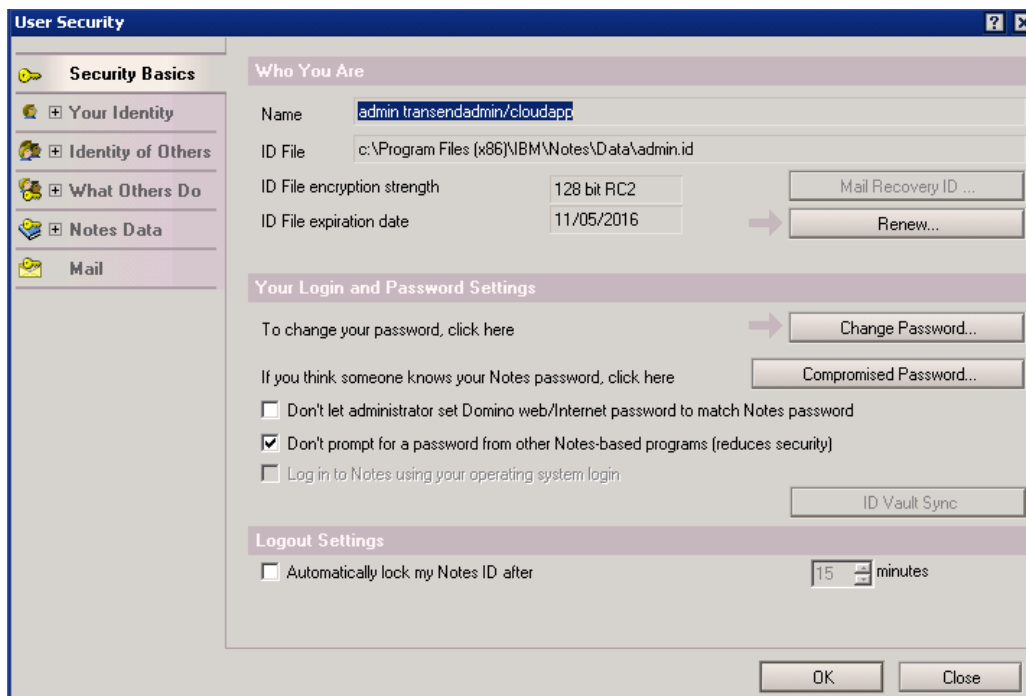 User Security
Security Basics
Your Identity
Identity of Others
What Others Do
Notes Data
Mail
Who You Are
Name admin transendadmin/cloudapp
ID File c:\Program Files (x86)\IBM\Notes\Data\admin.id
ID File encryption strength 128 bit RC2 Mail Recovery ID ...
ID File expiration date 11/05/2016 Renew...
Your Login and Password Settings
To change your password, click here Change Password...
If you think someone knows your Notes password, click here Compromised Password...
Don't let administrator set Domino web/Internet password to match Notes password
Don't prompt for a password from other Notes-based programs (reduces security)
Log in to Notes using your operating system login
ID Vault Sync
Logout Settings
Automatically lock my Notes ID after 15 minutes
OK Close